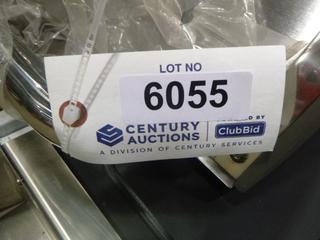 LOT NO
6055
CENTURY AUCTIONS
ClubBid
A DIVISION OF CENTURY SERVICES